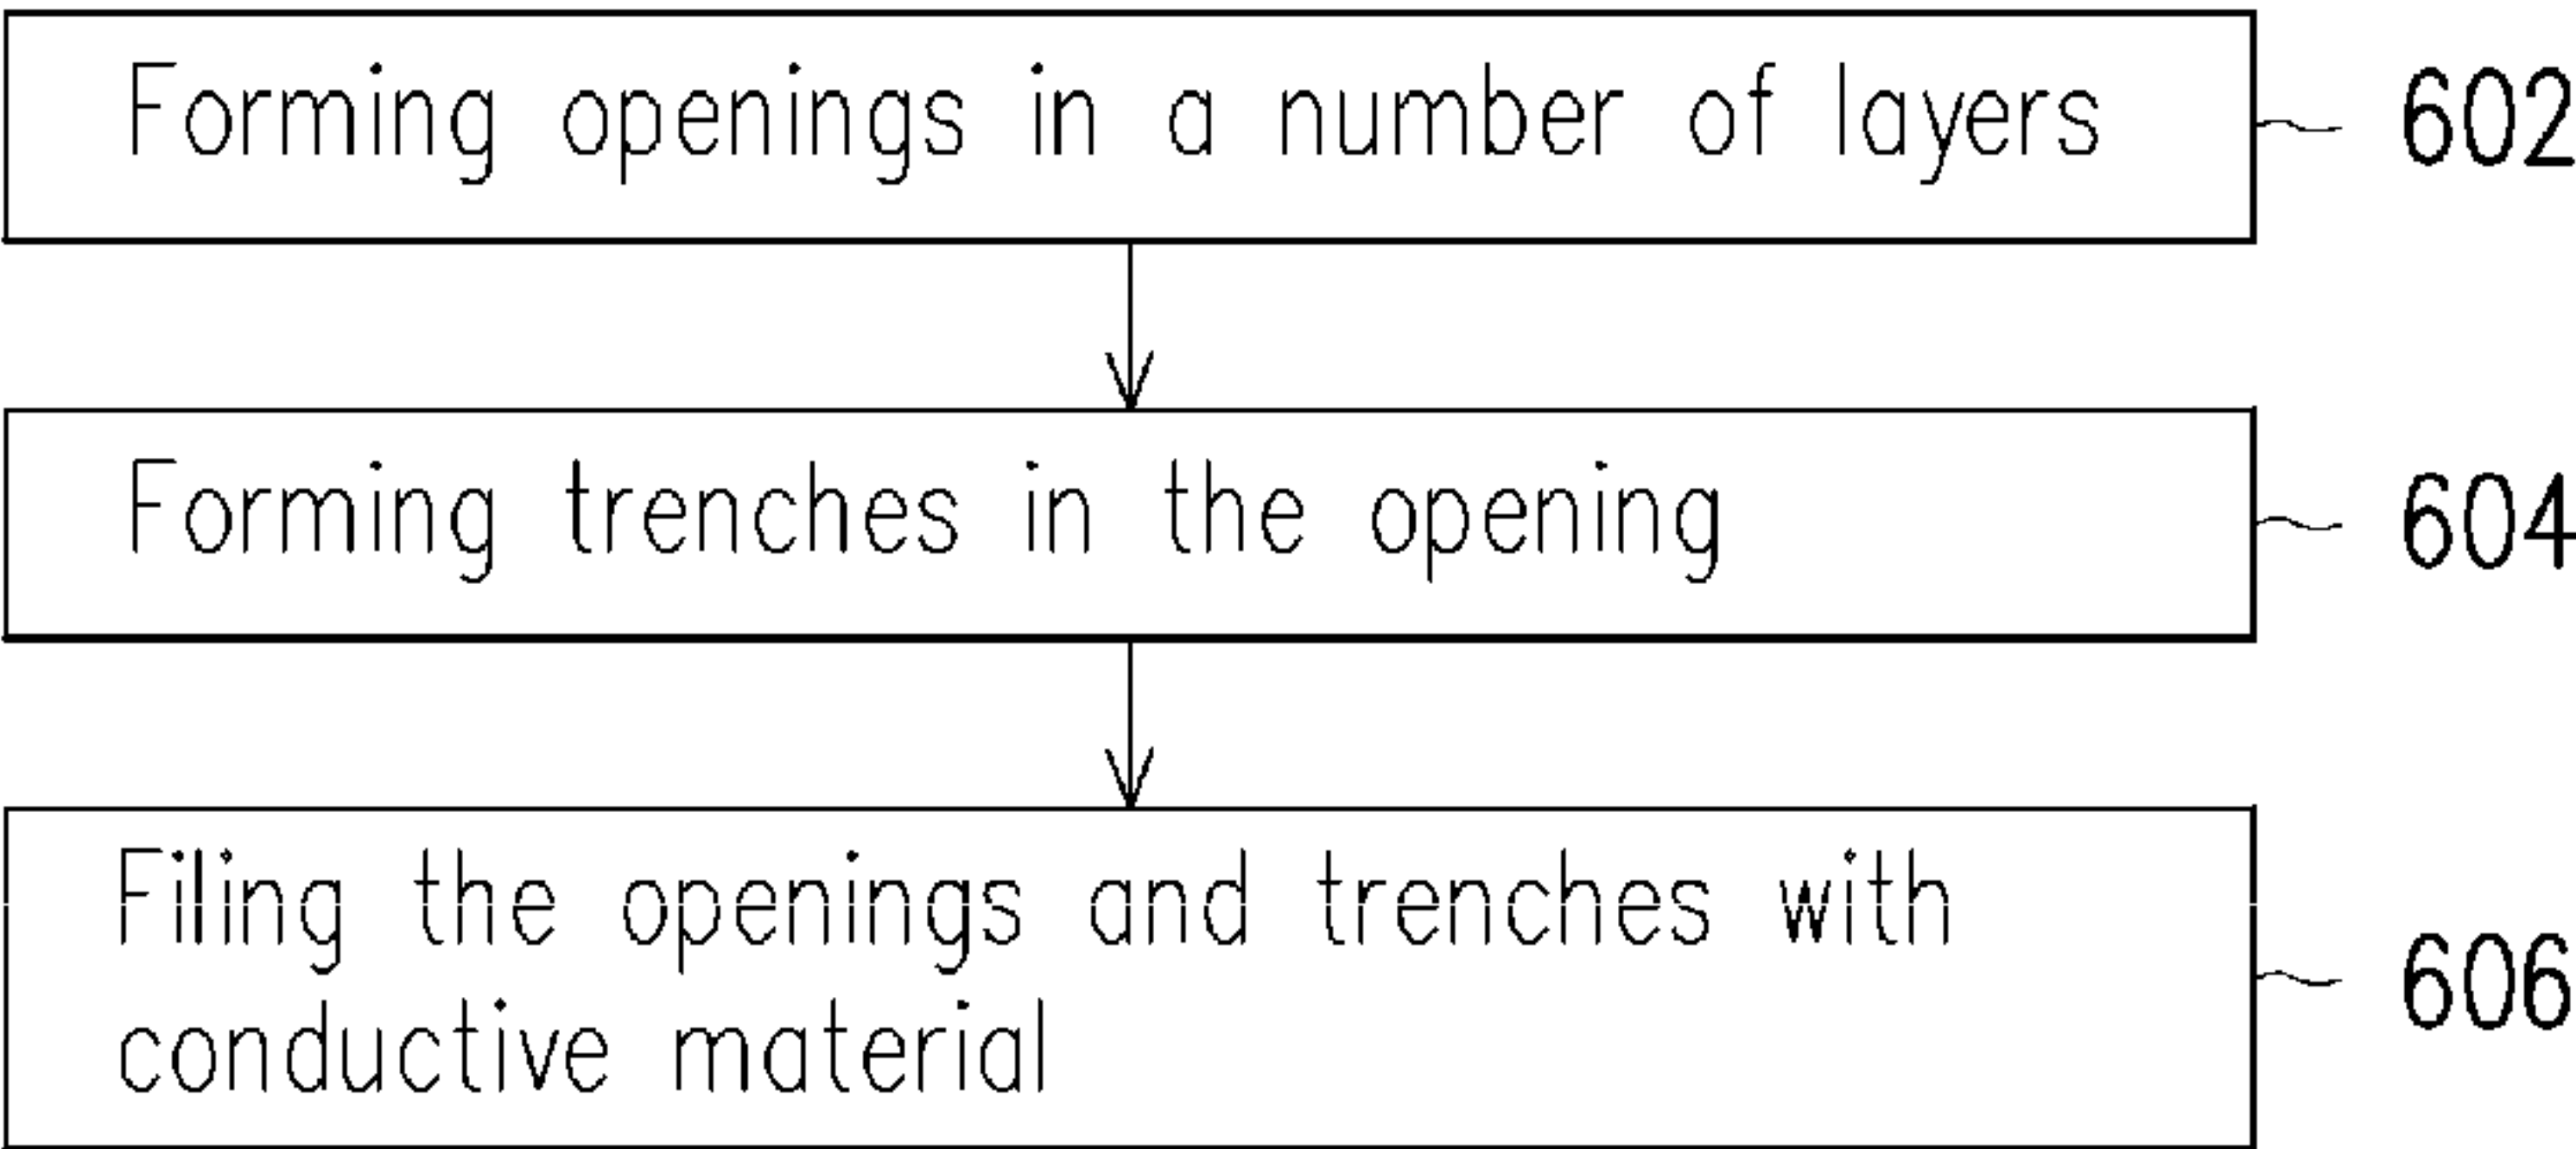 Forming openings in a number of layers 602
Forming trenches in the opening 604
Filing the openings and trenches with
conductive material
606